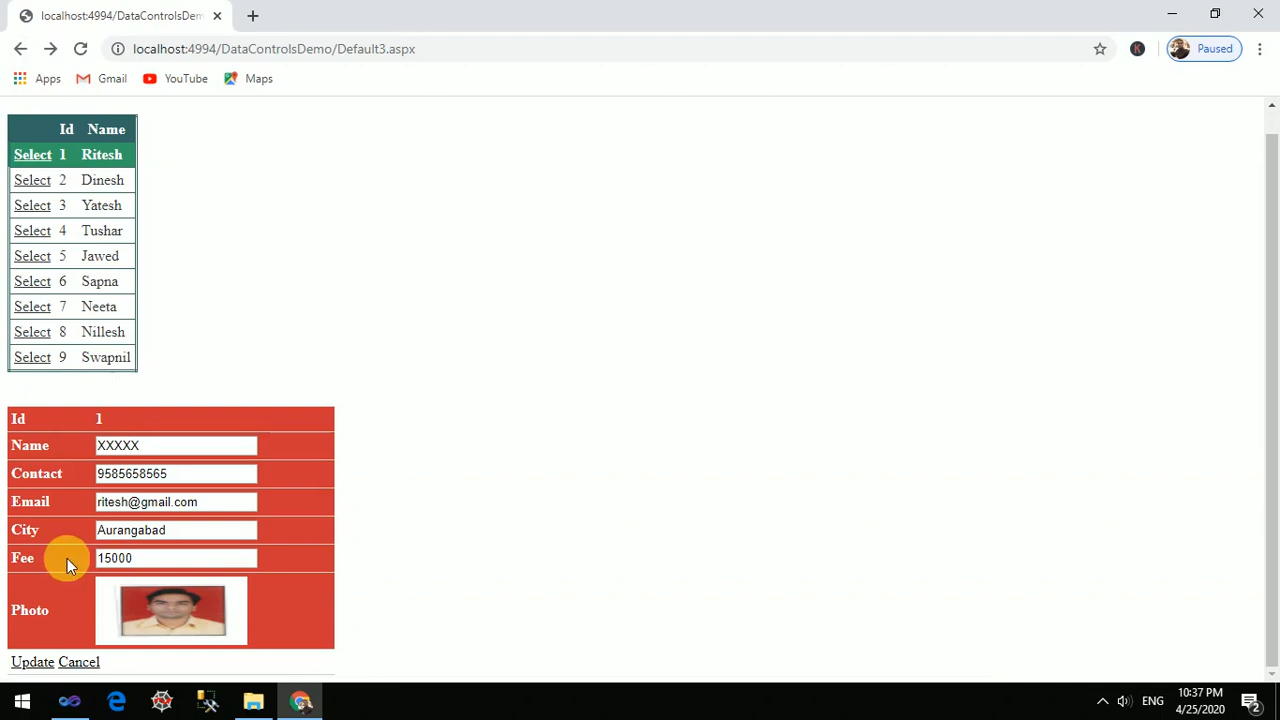 localhost:4994/DataControlsDem
localhost:4994/DataControlsDemo/Default3.aspx
Paused
Apps Gmail YouTube Maps
Id Name
Select 1 Ritesh
Select 2 Dinesh
Select 3 Yatesh
Select 4 Tushar
Select 5 Jawed
Select 6 Sapna
Select 7 Neeta
Select 8 Nillesh
Select 9 Swapnil
Id 1
Name XXXXX
Contact 9585658565
Email ritesh@gmail.com
City Aurangabad
Fee 15000
Photo
Update Cancel
ENG
10:37 PM
4/25/2020
2